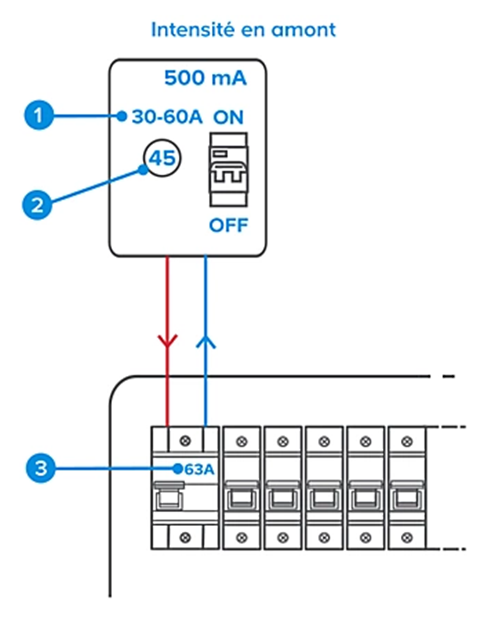 Intensité en amont
500 mA
1 30-60A ON
45
2
OFF
3 63A